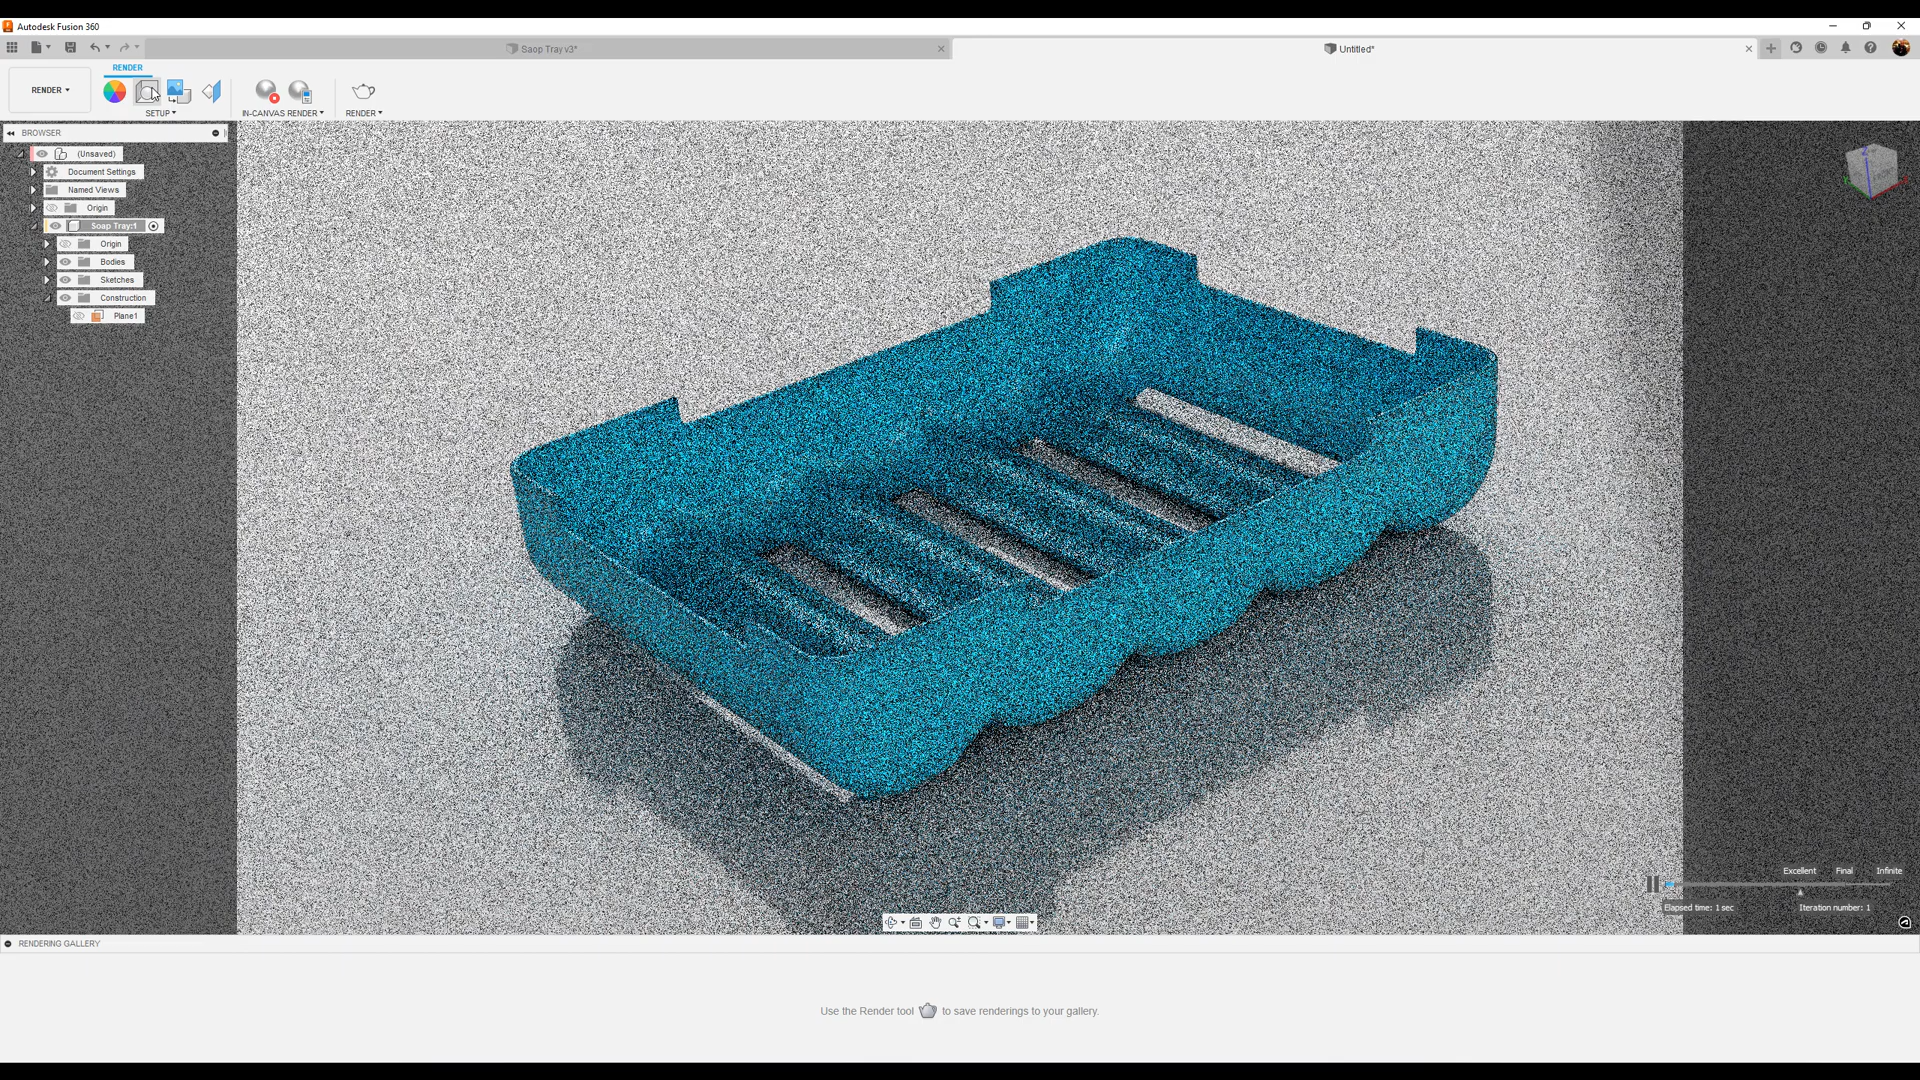 Autodesk Fusion 360
Saop Tray v3*
Untitled*
RENDER
RENDER
SETUP
IN-CANVAS RENDER
RENDER
BROWSER
(Unsaved)
Document Settings
Named Views
Origin
Soap Tray:1
Origin
Bodies
Sketches
Construction
Plane1
Excellent Final Infinite
Elapsed time: 1 sec Iteration number: 1
RENDERING GALLERY
Use the Render tool to save renderings to your gallery.